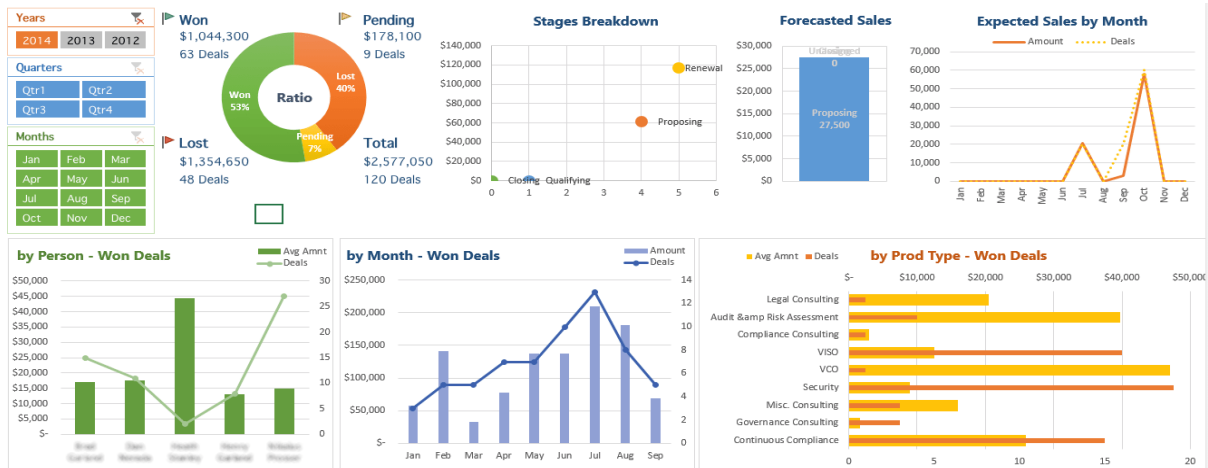 Years
2014 2013 2012
Quarters
Qtr1 Qtr2
Qtr3 Qtr4
Months
Jan Feb Mar
Apr May Jun
Jul Aug Sep
Oct Nov Dec
Won
$1,044,300
63 Deals
Pending
$178,100
9 Deals
Lost
40%
Won
53%
Ratio
Pending
7%
Lost
$1,354,650
48 Deals
Total
$2,577,050
120 Deals
Stages Breakdown
$140,000
$120,000
$100,000
$80,000
$60,000
$40,000
$20,000
$0
Renewal
Proposing
Closing Qualifying
0 1 2 3 4 5 6
Forecasted Sales
$30,000
$25,000
$20,000
$15,000
$10,000
$5,000
$0
0
Proposing
27,500
Expected Sales by Month
Amount Deals
70,000
60,000
50,000
40,000
30,000
20,000
10,000
0
Jan Feb Mar Apr May Jun Jul Aug Sep Oct Nov Dec
by Person - Won Deals
Avg Amnt
Deals
$50,000
$45,000
$40,000
$35,000
$30,000
$25,000
$20,000
$15,000
$10,000
$5,000
$-
30
25
20
15
10
5
0
by Month - Won Deals
Amount
Deals
$250,000
$200,000
$150,000
$100,000
$50,000
$-
14
12
10
8
6
4
2
0
Jan Feb Mar Apr May Jun Jul Aug Sep
by Prod Type - Won Deals
Avg Amnt Deals
$- $10,000 $20,000 $30,000 $40,000 $50,000
Legal Consulting
Audit &amp Risk Assessment
Compliance Consulting
VISO
VCO
Security
Misc. Consulting
Governance Consulting
Continuous Compliance
0 5 10 15 20